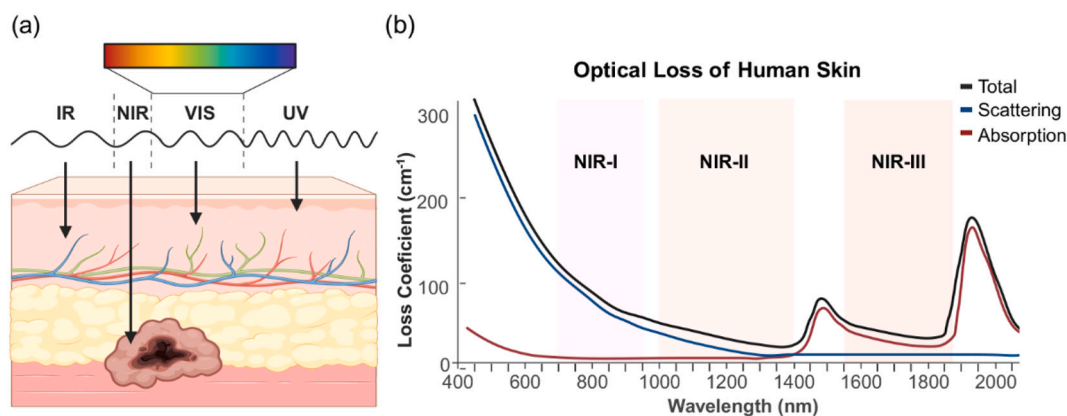 (a)
IR NIR VIS UV
(b)
Optical Loss of Human Skin
Total
Scattering
Absorption
NIR-I NIR-II NIR-III
Loss Coeficient (cm⁻¹)
300
200
100
0
400 600 800 1000 1200 1400 1600 1800 2000
Wavelength (nm)